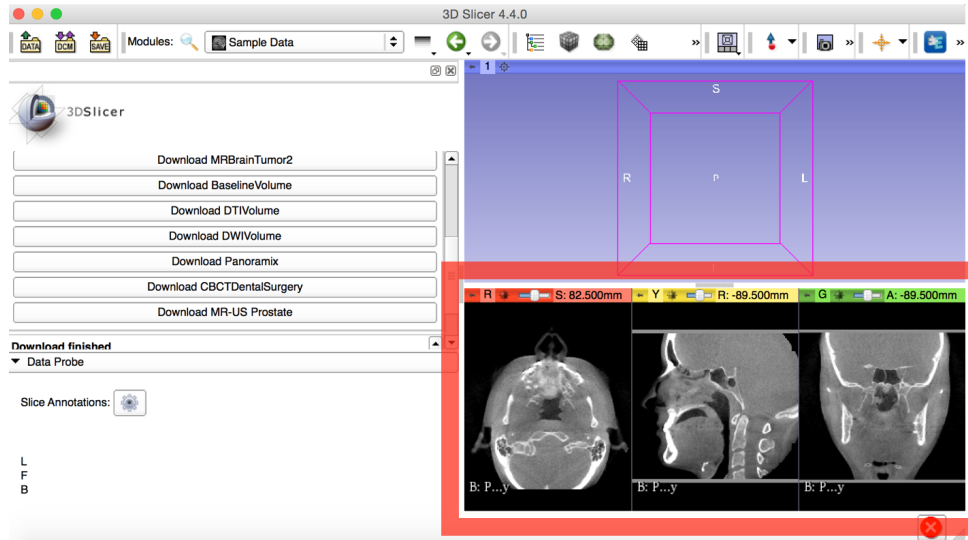 3D Slicer 4.4.0
DATA DCM SAVE Modules: Sample Data
3DSlicer
Download MRBrainTumor2
Download BaselineVolume
Download DTIVolume
Download DWIVolume
Download Panoramix
Download CBCTDentalSurgery
Download MR-US Prostate
Download finished
Data Probe
Slice Annotations:
L
F
B
1
S
R
L
R S: 82.500mm Y R: -89.500mm G A: -89.500mm
B: P...y B: P...y B: P...y